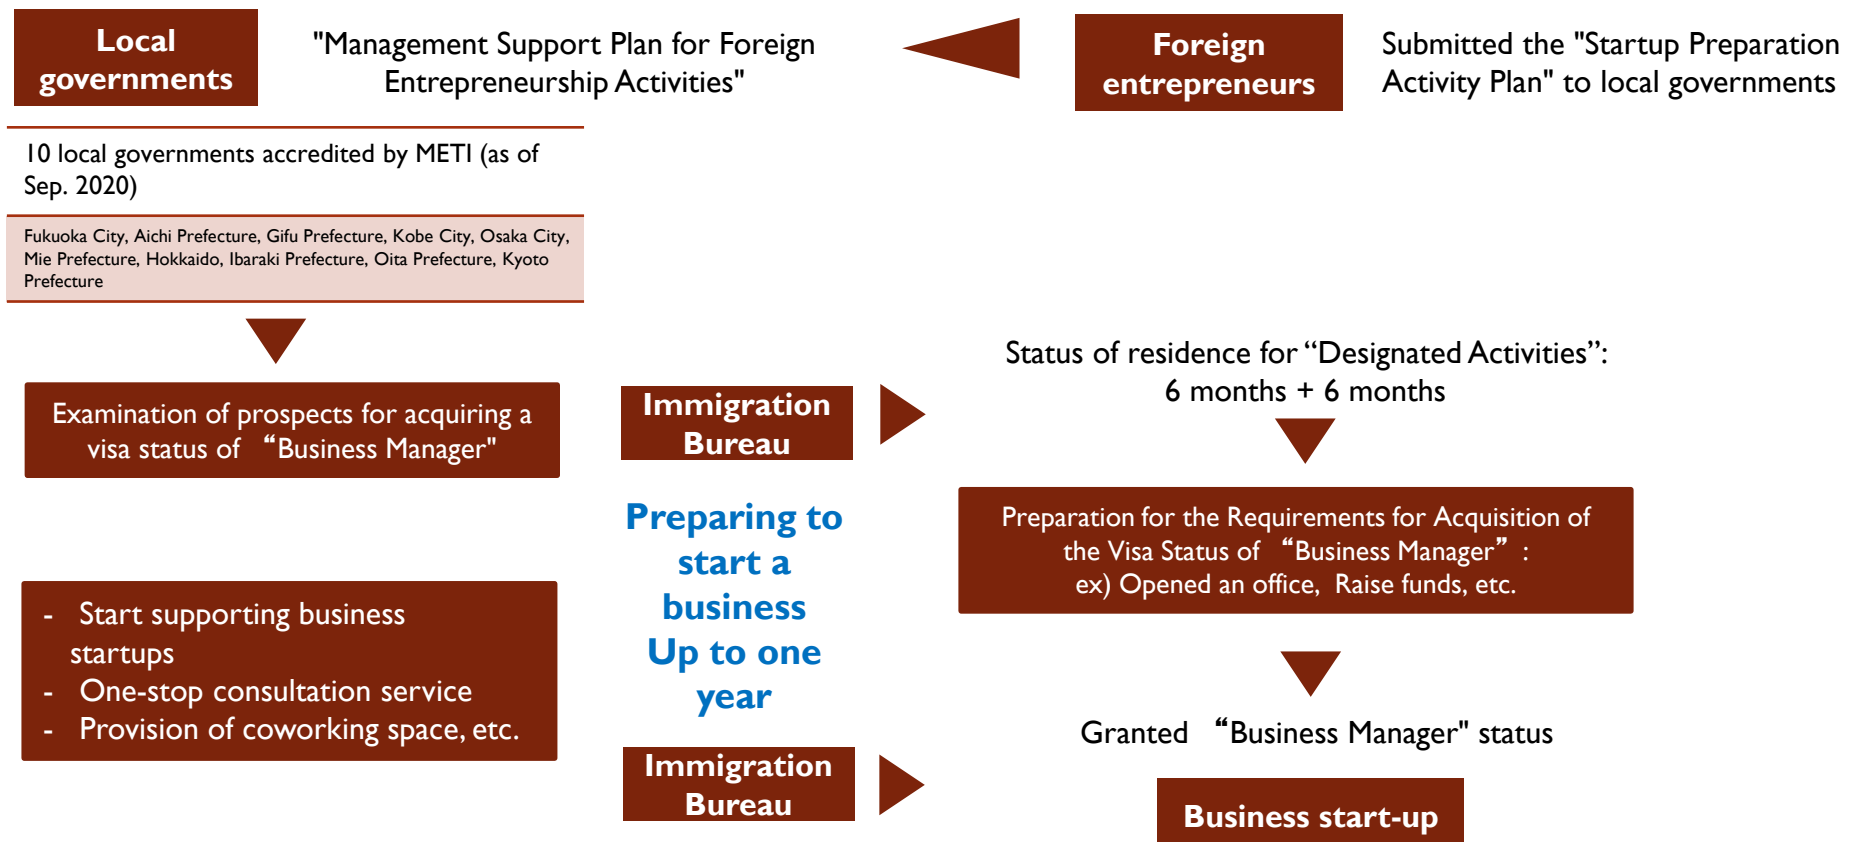 Local
governments
"Management Support Plan for Foreign
Entrepreneurship Activities"
Foreign
entrepreneurs
Submitted the "Startup Preparation
Activity Plan" to local governments
10 local governments accredited by METI (as of
Sep. 2020)
Fukuoka City, Aichi Prefecture, Gifu Prefecture, Kobe City, Osaka City,
Mie Prefecture, Hokkaido, Ibaraki Prefecture, Oita Prefecture, Kyoto
Prefecture
Examination of prospects for acquiring a
visa status of “Business Manager"
Immigration
Bureau
Status of residence for “Designated Activities”:
6 months + 6 months
Preparing to
start a
business
Up to one
year
Preparation for the Requirements for Acquisition of
the Visa Status of “Business Manager” :
ex) Opened an office, Raise funds, etc.
- Start supporting business
startups
- One-stop consultation service
- Provision of coworking space, etc.
Immigration
Bureau
Granted “Business Manager" status
Business start-up